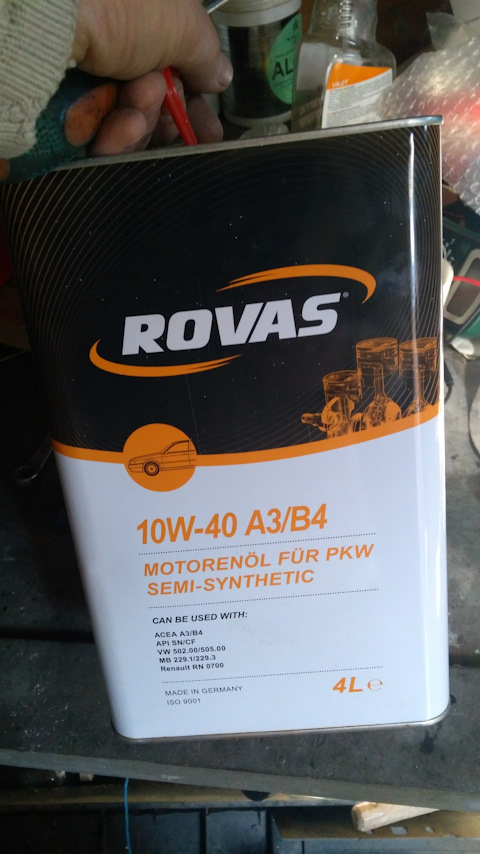 AL
ROVAS®
10W-40 A3/B4
MOTORENÖL FÜR PKW
SEMI-SYNTHETIC
CAN BE USED WITH:
ACEA A3/B4
API SN/CF
VW 502.00/505.00
MB 229.1/229.3
Renault RN 0700
MADE IN GERMANY
ISO 9001
4L ℮